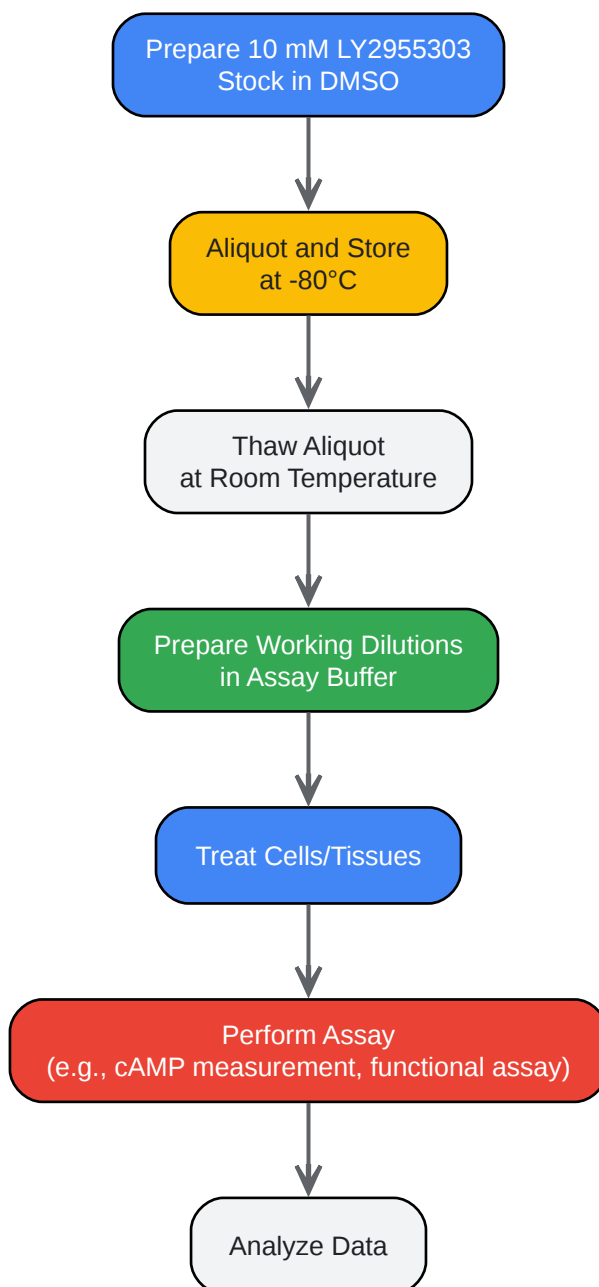 Prepare 10 mM LY2955303
Stock in DMSO
Aliquot and Store
at -80°C
Thaw Aliquot
at Room Temperature
Prepare Working Dilutions
in Assay Buffer
Treat Cells/Tissues
Perform Assay
(e.g., cAMP measurement, functional assay)
Analyze Data